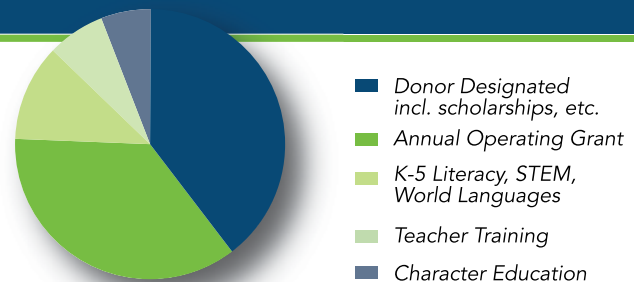 Donor Designated
incl. scholarships, etc.
Annual Operating Grant
K-5 Literacy, STEM,
World Languages
Teacher Training
Character Education